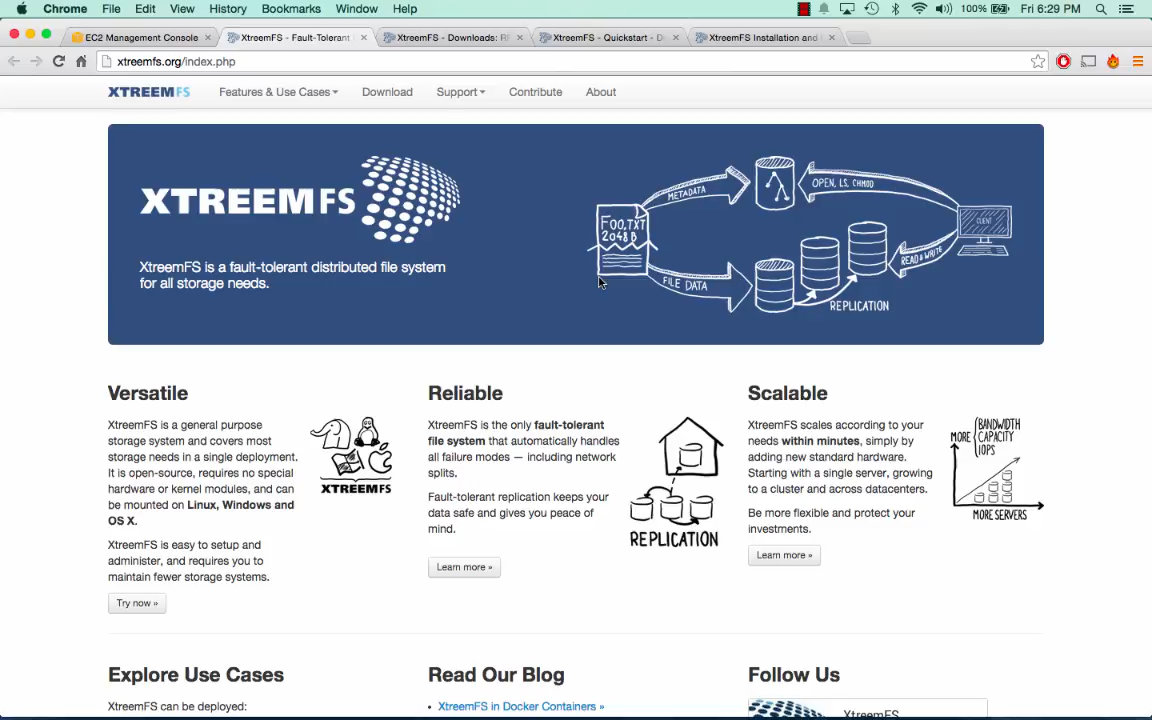 Chrome File Edit View History Bookmarks Window Help 100% Fri 6:29 PM
EC2 Management Console
XtreemFS - Fault-Tolerant
XtreemFS - Downloads: R
XtreemFS - Quickstart - D
XtreemFS Installation and
xtreemfs.org/index.php
XTREEMFS Features & Use Cases Download Support Contribute About
XTREEMFS
XtreemFS is a fault-tolerant distributed file system
for all storage needs.
FOO.TXT
2048 B
METADATA
FILE DATA
OPEN, LS, CHMOD
CLIENT
READ & WRITE
REPLICATION
Versatile
XtreemFS is a general purpose
storage system and covers most
storage needs in a single deployment.
It is open-source, requires no special
hardware or kernel modules, and can
be mounted on Linux, Windows and
OS X.
XtreemFS is easy to setup and
administer, and requires you to
maintain fewer storage systems.
Try now »
XTREEMFS
Reliable
XtreemFS is the only fault-tolerant
file system that automatically handles
all failure modes — including network
splits.
Fault-tolerant replication keeps your
data safe and gives you peace of
mind.
Learn more »
REPLICATION
Scalable
XtreemFS scales according to your
needs within minutes, simply by
adding new standard hardware.
Starting with a single server, growing
to a cluster and across datacenters.
Be more flexible and protect your
investments.
Learn more »
MORE
BANDWIDTH
CAPACITY
IOPS
MORE SERVERS
Explore Use Cases
XtreemFS can be deployed:
Read Our Blog
• XtreemFS in Docker Containers »
Follow Us
XtreemFS